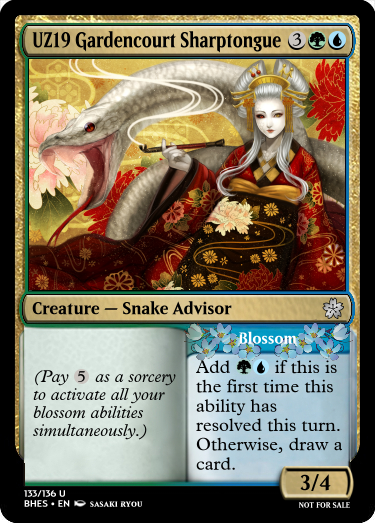 UZ19 Gardencourt Sharptongue 3
Creature — Snake Advisor
Blossom
(Pay 5 as a sorcery
to activate all your
blossom abilities
simultaneously.)
Add if this is
the first time this
ability has
resolved this turn.
Otherwise, draw a
card.
3/4
133/136 U
BHES • EN SASAKI RYOU
NOT FOR SALE